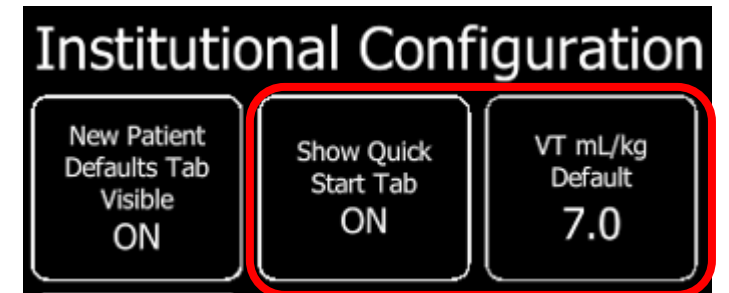 Institutional Configuration
New Patient
Defaults Tab
Visible
ON
Show Quick
Start Tab
ON
VT mL/kg
Default
7.0